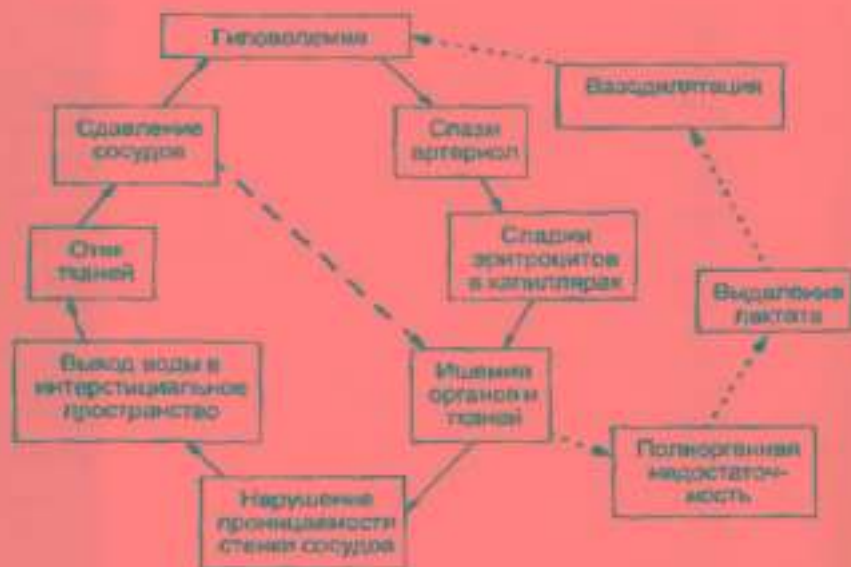 Гиповолемия
Вазодилятация
Сдавление
сосудов
Спазм
артериол
Отек
тканей
Сладжи
эритроцитов
в капиллярах
Выделение
лактата
Выход воды в
интерстициальное
пространство
Ишемия
органов и
тканей
Полиорганная
недостаточ-
ность
Нарушение
проницаемости
стенки сосудов